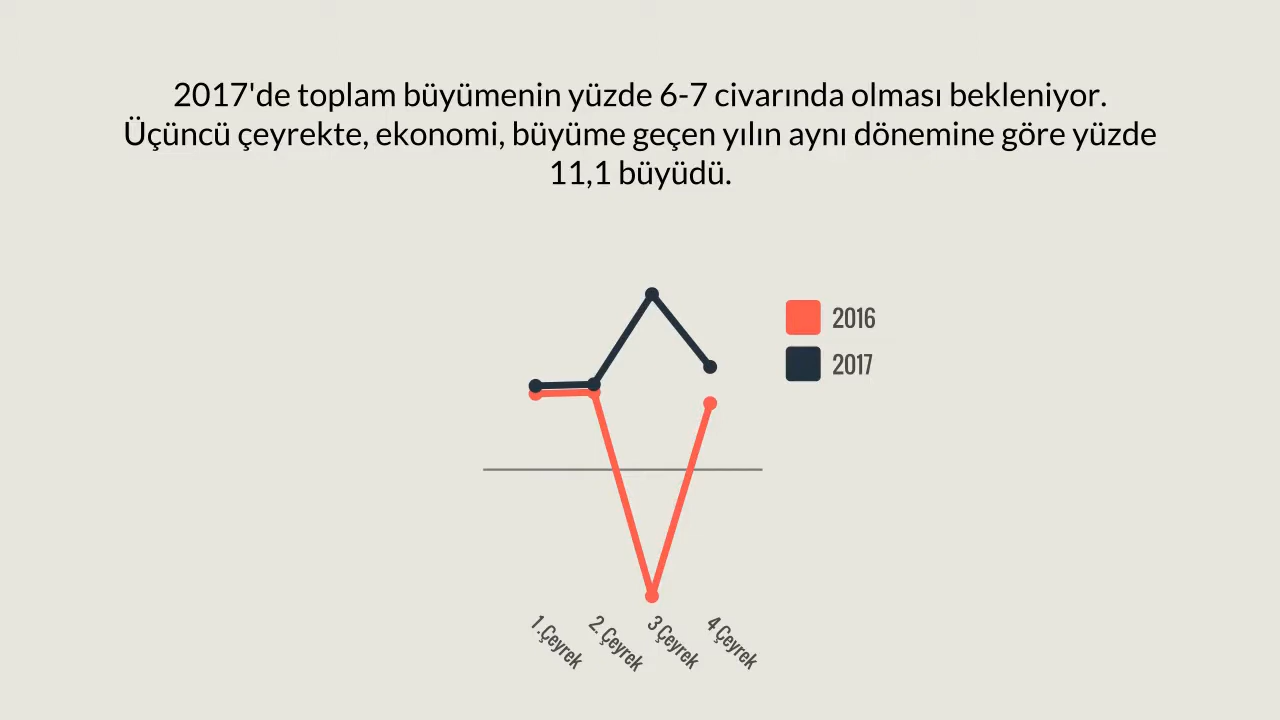 2017'de toplam büyümenin yüzde 6-7 civarında olması bekleniyor.
Üçüncü çeyrekte, ekonomi, büyüme geçen yılın aynı dönemine göre yüzde
11,1 büyüdü.
2016
2017
1.Çeyrek
2. Çeyrek
3 Çeyrek
4 Çeyrek